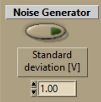 Noise Generator
Standard
deviation [V]
1.00